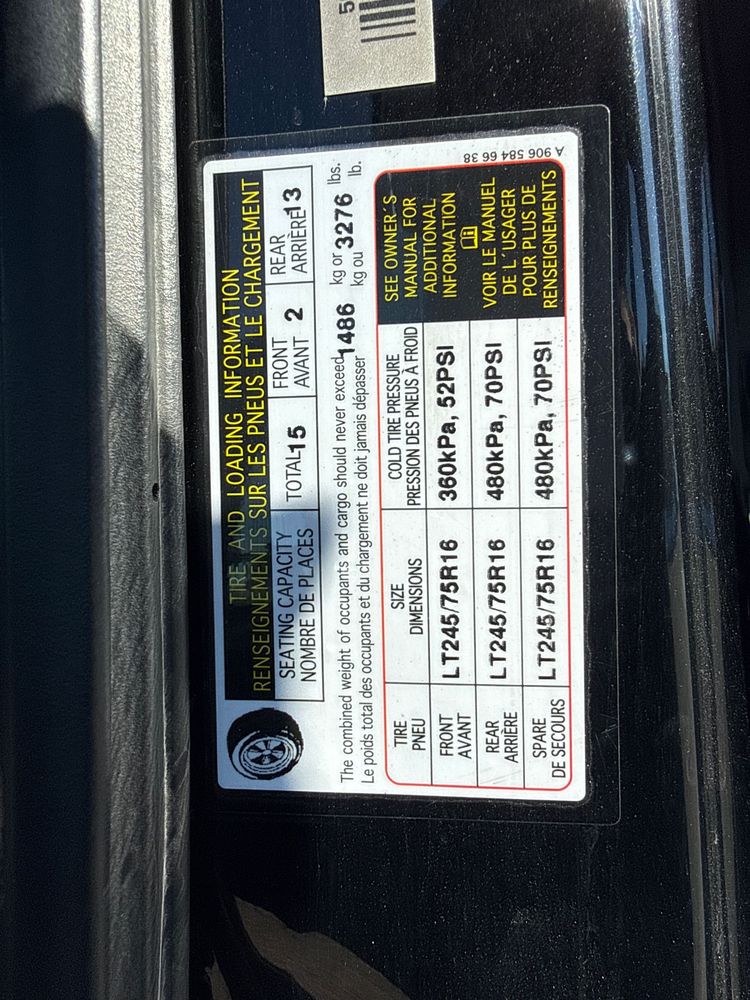 5
TIRE AND LOADING INFORMATION
RENSEIGNEMENTS SUR LES PNEUS ET LE CHARGEMENT
SEATING CAPACITY
NOMBRE DE PLACES
TOTAL 15
FRONT
AVANT 2
REAR
ARRIÈRE 13
The combined weight of occupants and cargo should never exceed 1486 kg or 3276 lbs.
Le poids total des occupants et du chargement ne doit jamais dépasser kg ou lb.
TIRE
PNEU
SIZE
DIMENSIONS
COLD TIRE PRESSURE
PRESSION DES PNEUS À FROID
FRONT
AVANT
LT245/75R16
360kPa, 52PSI
REAR
ARRIÈRE
LT245/75R16
480kPa, 70PSI
SPARE
DE SECOURS
LT245/75R16
480kPa, 70PSI
SEE OWNER'S
MANUAL FOR
ADDITIONAL
INFORMATION
VOIR LE MANUEL
DE L'USAGER
POUR PLUS DE
RENSEIGNEMENTS
A 906 584 66 38